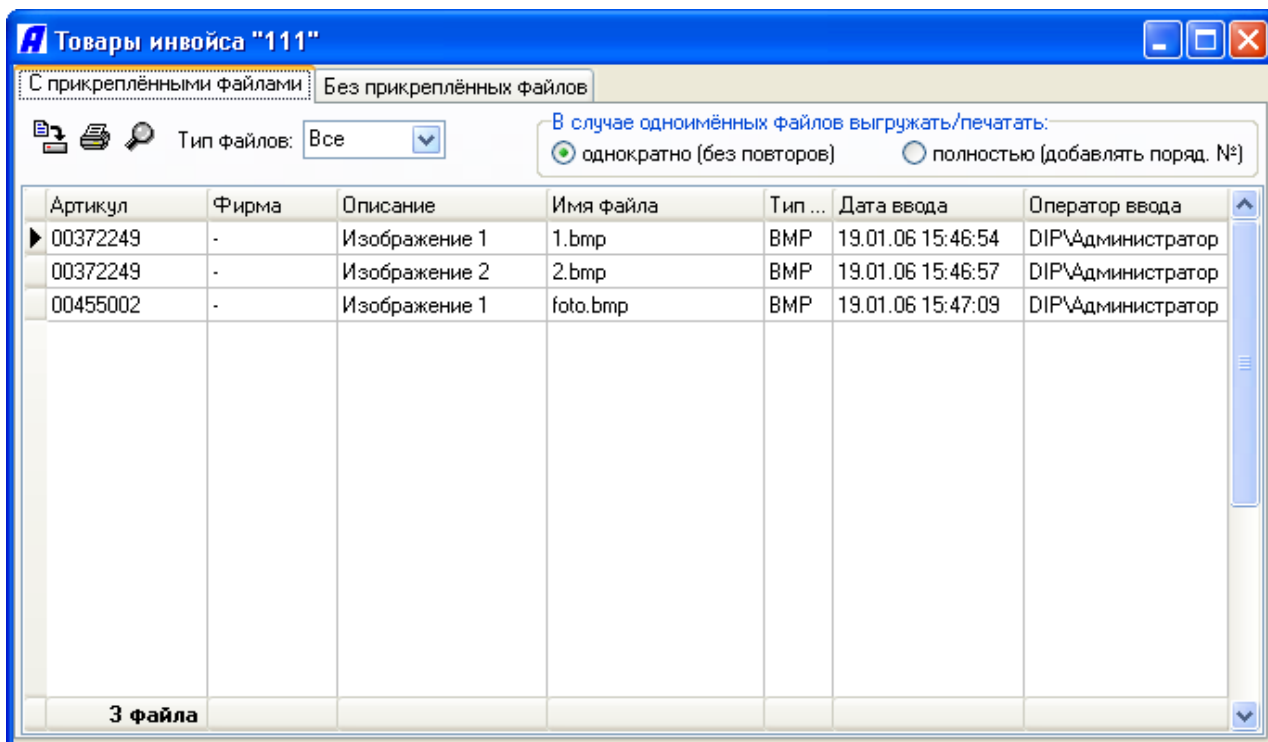 Товары инвойса "111"
С прикреплёнными файлами Без прикреплённых файлов
Тип файлов: Все
В случае одноимённых файлов выгружать/печатать:
однократно (без повторов) полностью (добавлять поряд. №)
Артикул Фирма Описание Имя файла Тип ... Дата ввода Оператор ввода
00372249 - Изображение 1 1.bmp BMP 19.01.06 15:46:54 DIP\Администратор
00372249 - Изображение 2 2.bmp BMP 19.01.06 15:46:57 DIP\Администратор
00455002 - Изображение 1 foto.bmp BMP 19.01.06 15:47:09 DIP\Администратор
3 файла